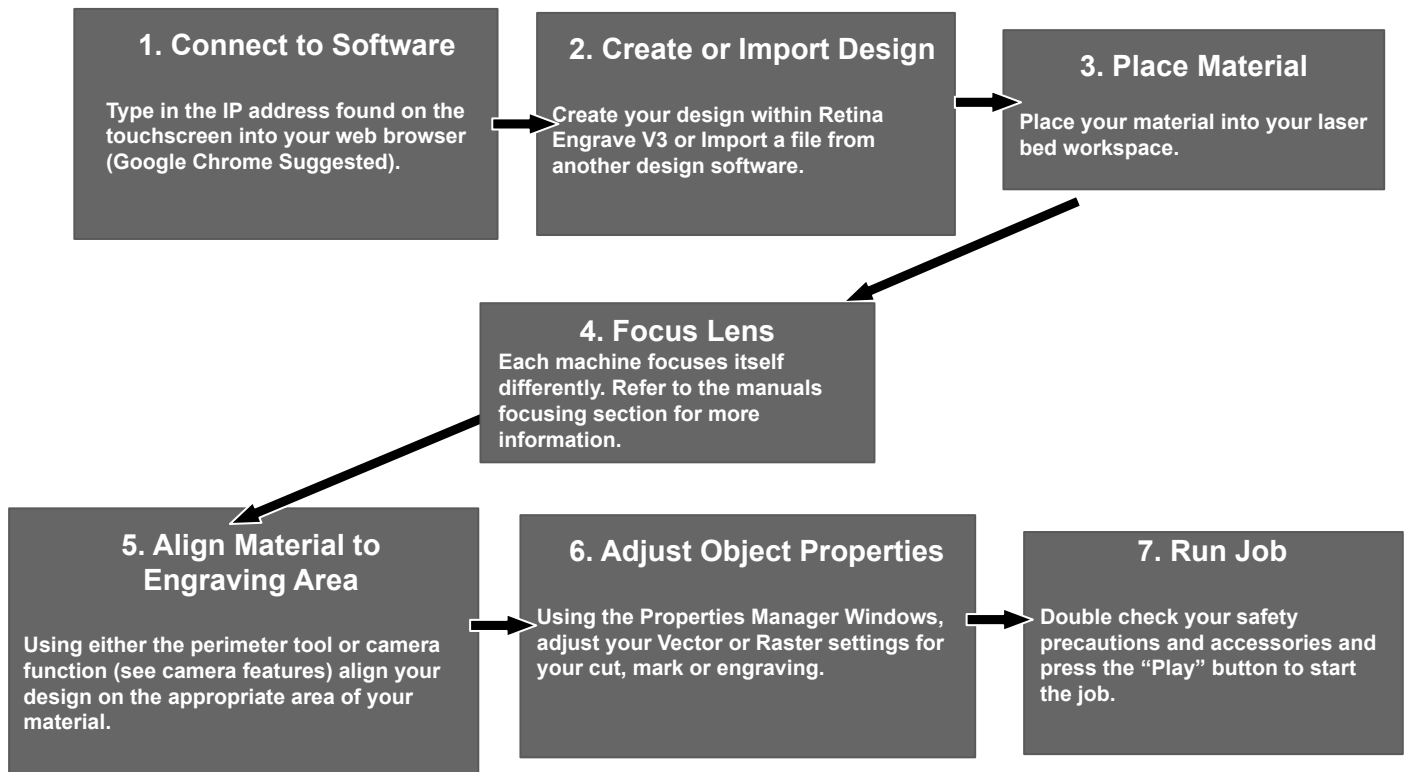 1. Connect to Software
Type in the IP address found on the
touchscreen into your web browser
(Google Chrome Suggested).
2. Create or Import Design
Create your design within Retina
Engrave V3 or Import a file from
another design software.
3. Place Material
Place your material into your laser
bed workspace.
4. Focus Lens
Each machine focuses itself
differently. Refer to the manuals
focusing section for more
information.
5. Align Material to
Engraving Area
Using either the perimeter tool or camera
function (see camera features) align your
design on the appropriate area of your
material.
6. Adjust Object Properties
Using the Properties Manager Windows,
adjust your Vector or Raster settings for
your cut, mark or engraving.
7. Run Job
Double check your safety
precautions and accessories and
press the “Play” button to start
the job.